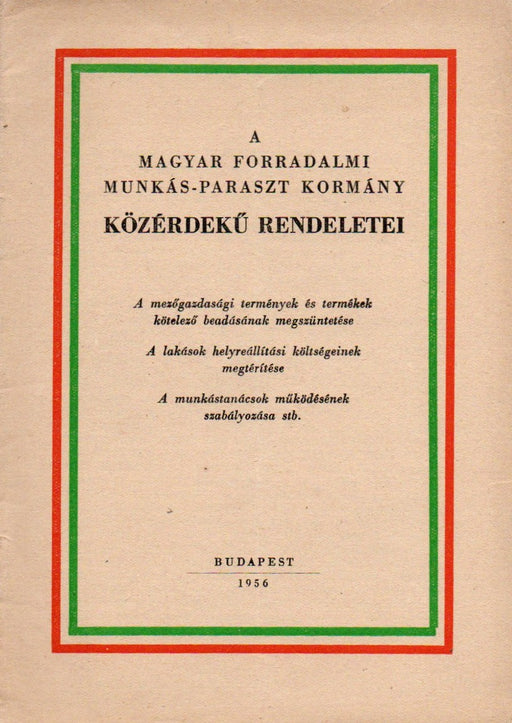 A
MAGYAR FORRADALMI
MUNKÁS-PARASZT KORMÁNY
KÖZÉRDEKŰ RENDELETEI
A mezőgazdasági termények és termékek
kötelező beadásának megszüntetése
A lakások helyreállítási költségeinek
megtérítése
A munkástanácsok működésének
szabályozása stb.
BUDAPEST
1956